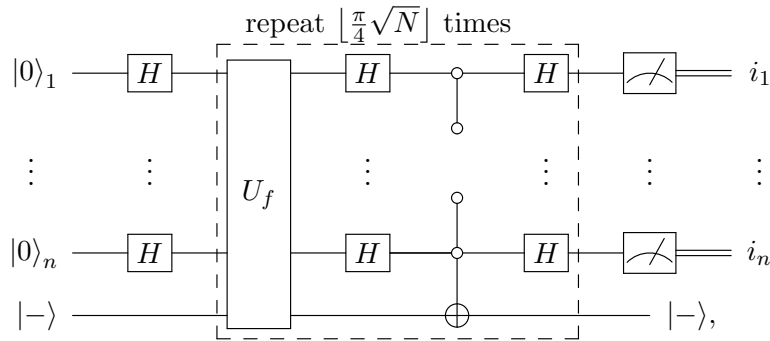 repeat ⌊π/4 √N⌋ times
|0⟩₁ H H H i₁
⋮ ⋮ U_f ⋮ ⋮ ⋮ ⋮
|0⟩ₙ H H H iₙ
|−⟩ |−⟩,